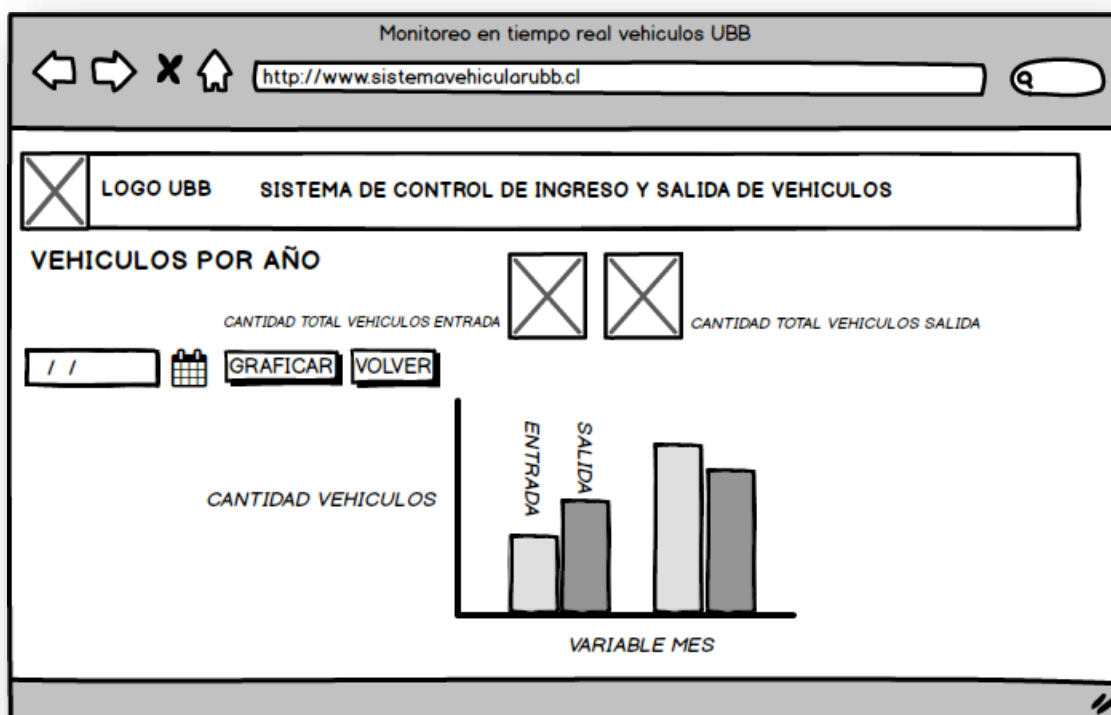 Monitoreo en tiempo real vehiculos UBB
http://www.sistemavehicularubb.cl
LOGO UBB SISTEMA DE CONTROL DE INGRESO Y SALIDA DE VEHICULOS
VEHICULOS POR AÑO
CANTIDAD TOTAL VEHICULOS ENTRADA
CANTIDAD TOTAL VEHICULOS SALIDA
/ /
GRAFICAR
VOLVER
ENTRADA
SALIDA
CANTIDAD VEHICULOS
VARIABLE MES